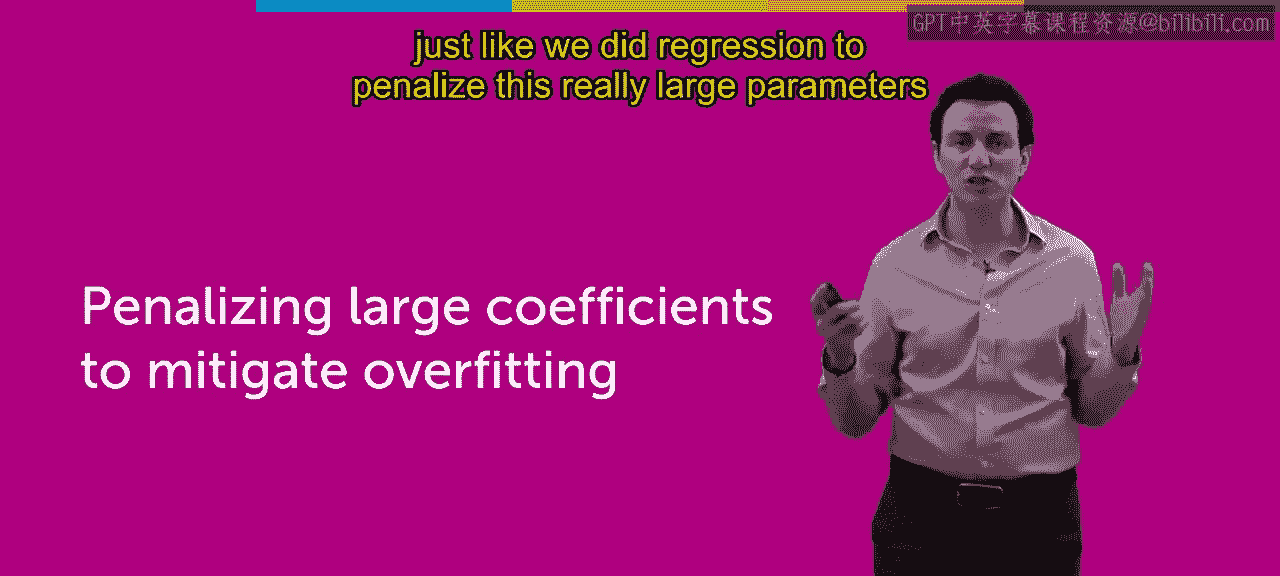 GPT中英字幕课程资源@bilibili.com
just like we did regression to
penalize this really large parameters
Penalizing large coefficients
to mitigate overfitting